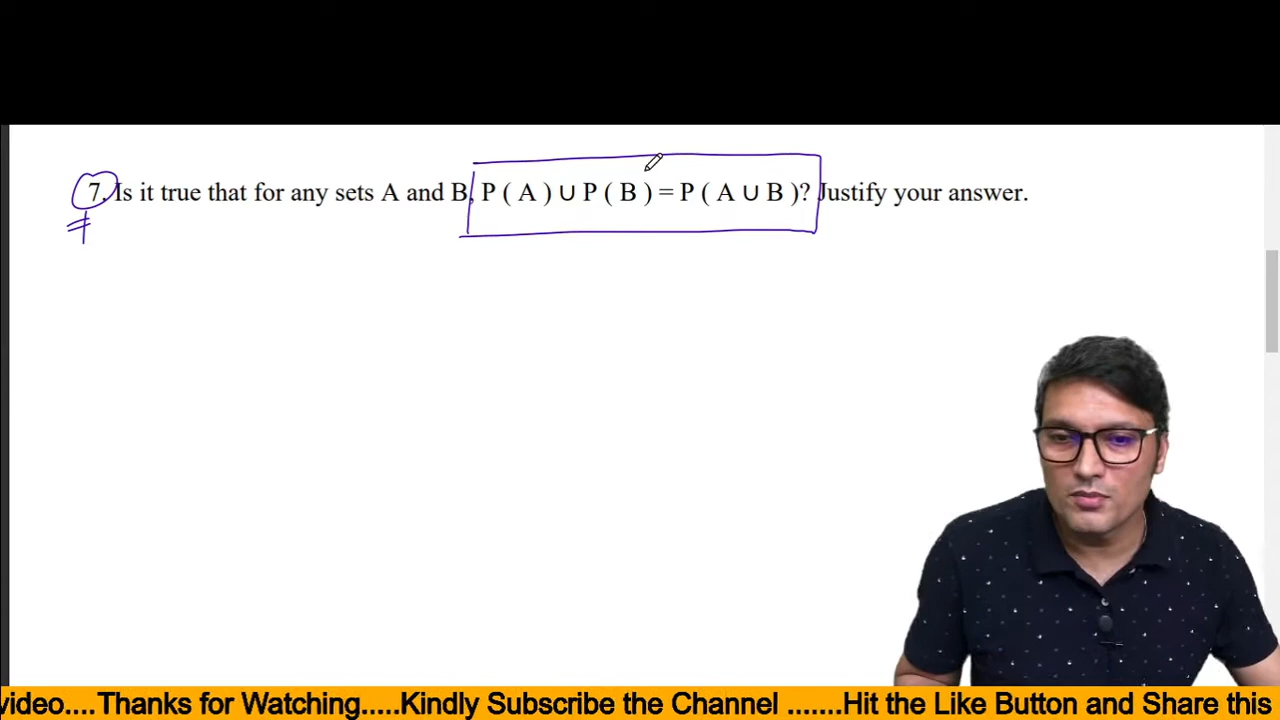 7. Is it true that for any sets A and B, P ( A ) ∪ P ( B ) = P ( A ∪ B )? Justify your answer.
video....Thanks for Watching.....Kindly Subscribe the Channel .......Hit the Like Button and Share this